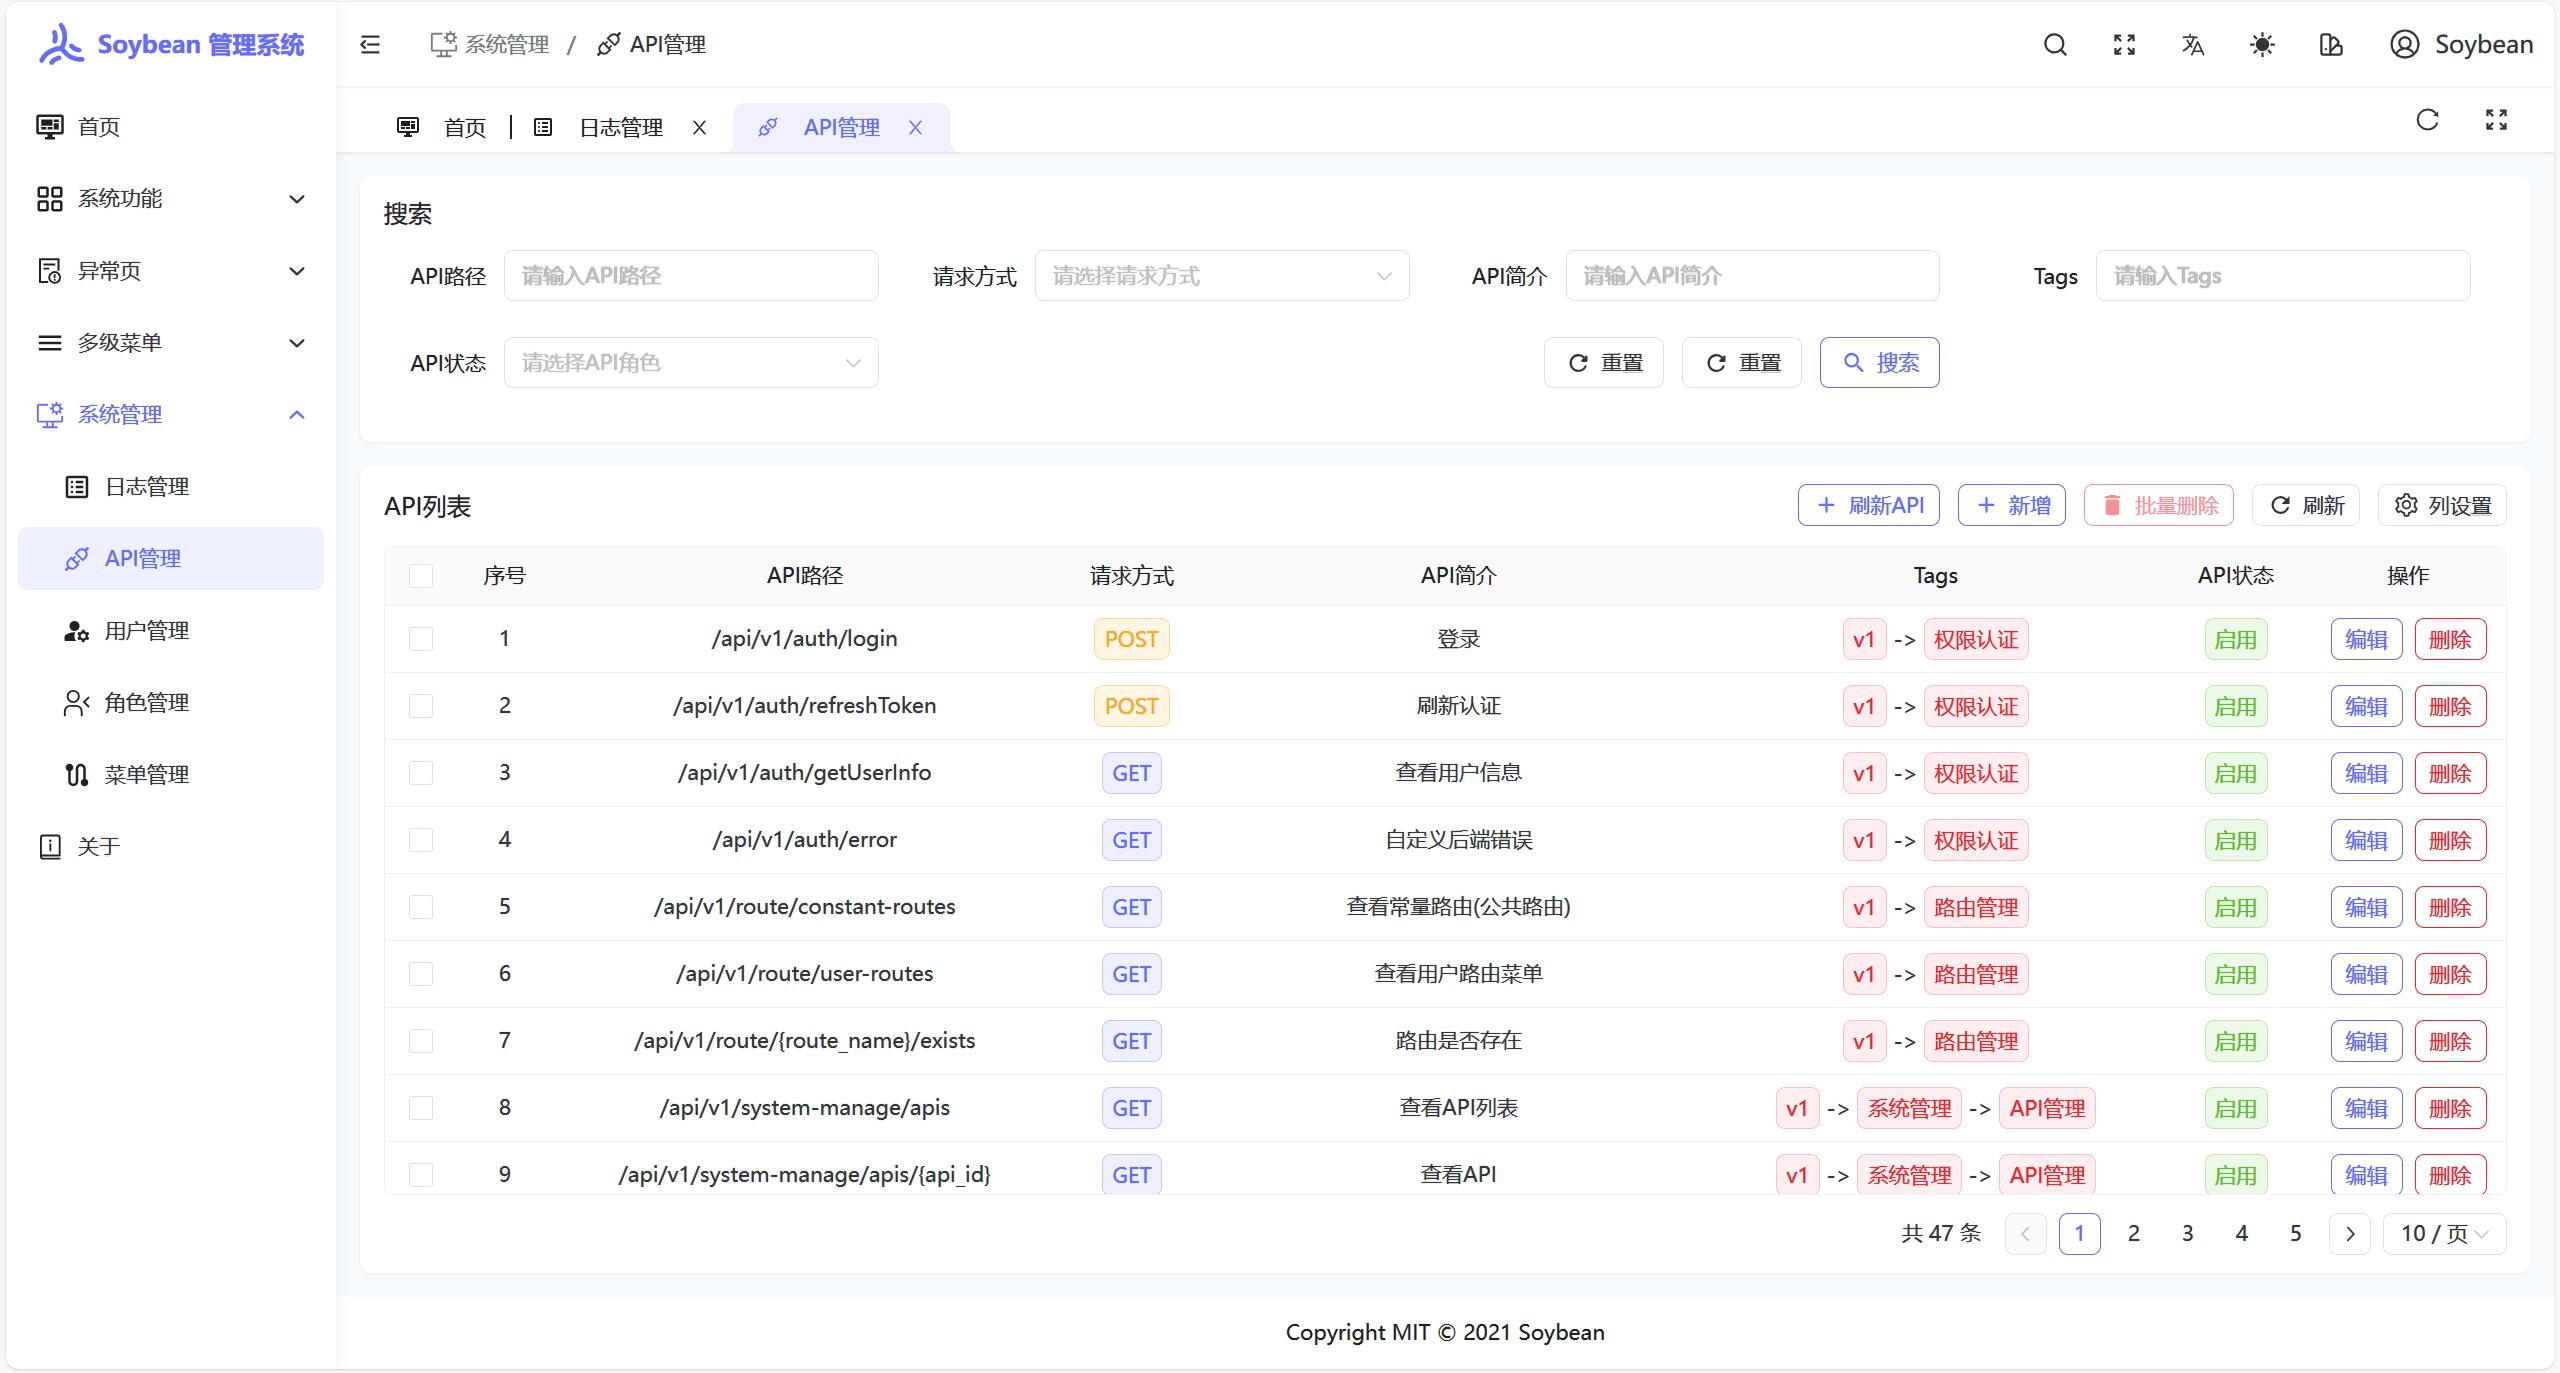 Soybean 管理系统
系统管理 / API管理
Soybean
首页
系统功能
异常页
多级菜单
系统管理
日志管理
API管理
用户管理
角色管理
菜单管理
关于
首页 | 日志管理 API管理
搜索
API路径 请输入API路径 请求方式 请选择请求方式 API简介 请输入API简介 Tags 请输入Tags
API状态 请选择API角色 重置 重置 搜索
API列表 刷新API 新增 批量删除 刷新 列设置
序号 API路径 请求方式 API简介 Tags API状态 操作
1 /api/v1/auth/login POST 登录 v1 -> 权限认证 启用 编辑 删除
2 /api/v1/auth/refreshToken POST 刷新认证 v1 -> 权限认证 启用 编辑 删除
3 /api/v1/auth/getUserInfo GET 查看用户信息 v1 -> 权限认证 启用 编辑 删除
4 /api/v1/auth/error GET 自定义后端错误 v1 -> 权限认证 启用 编辑 删除
5 /api/v1/route/constant-routes GET 查看常量路由(公共路由) v1 -> 路由管理 启用 编辑 删除
6 /api/v1/route/user-routes GET 查看用户路由菜单 v1 -> 路由管理 启用 编辑 删除
7 /api/v1/route/{route_name}/exists GET 路由是否存在 v1 -> 路由管理 启用 编辑 删除
8 /api/v1/system-manage/apis GET 查看API列表 v1 -> 系统管理 -> API管理 启用 编辑 删除
9 /api/v1/system-manage/apis/{api_id} GET 查看API v1 -> 系统管理 -> API管理 启用 编辑 删除
共 47 条 1 2 3 4 5 10 / 页
Copyright MIT © 2021 Soybean